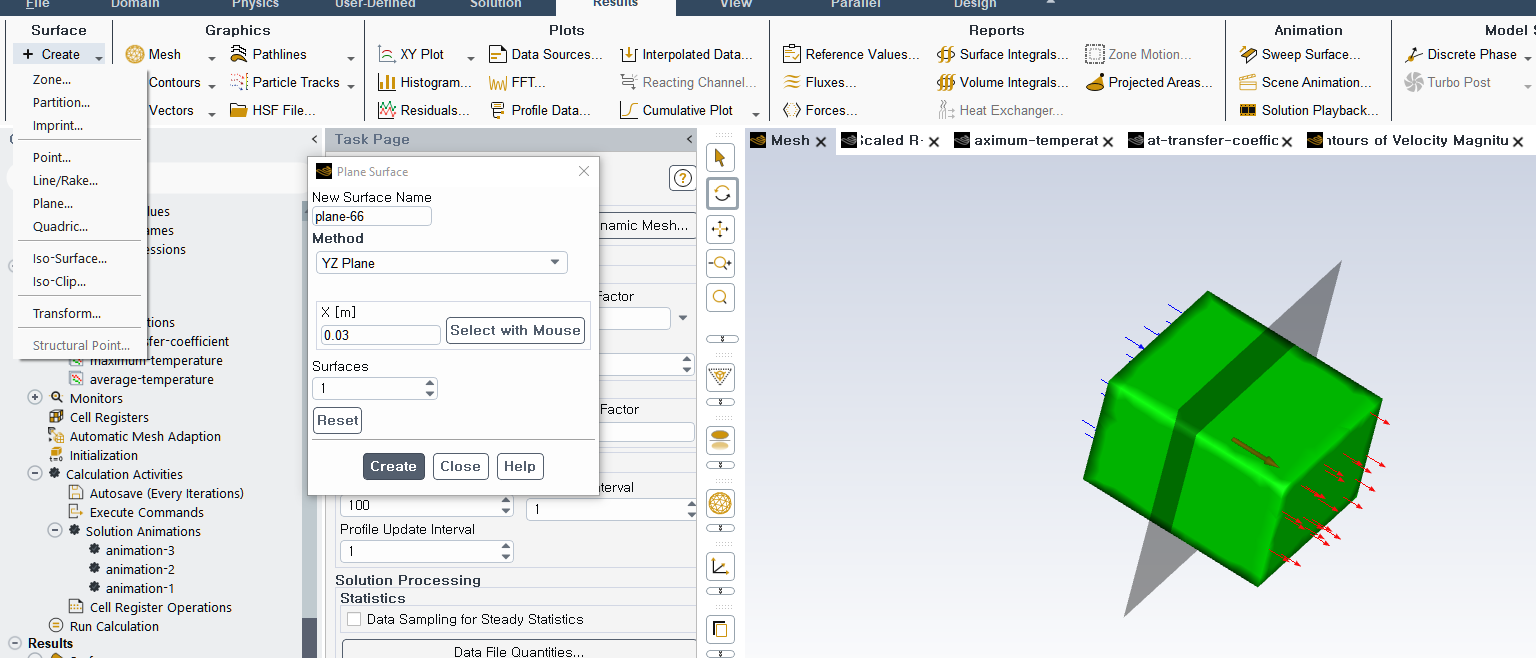 File Domain Physics User-Defined Solution Results View Parallel Design
Surface Graphics Plots Reports Animation Model S
+ Create Mesh Pathlines XY Plot Data Sources... Interpolated Data... Reference Values... Surface Integrals... Zone Motion... Sweep Surface... Discrete Phase
Contours Particle Tracks Histogram... FFT... Reacting Channel... Fluxes... Volume Integrals... Projected Areas... Scene Animation... Turbo Post
Vectors HSF File... Residuals... Profile Data... Cumulative Plot Forces... Heat Exchanger... Solution Playback...
Zone...
Partition...
Imprint...
Point...
Line/Rake...
Plane...
Quadric...
Iso-Surface...
Iso-Clip...
Transform...
Structural Point...
lues
ames
essions
tions
sfer-coefficient
maximum-temperature
average-temperature
Monitors
Cell Registers
Automatic Mesh Adaption
Initialization
Calculation Activities
Autosave (Every Iterations)
Execute Commands
Solution Animations
animation-3
animation-2
animation-1
Cell Register Operations
Run Calculation
Results
Task Page
Plane Surface
New Surface Name
plane-66
Method
YZ Plane
X [m]
0.03
Select with Mouse
Surfaces
1
Reset
Create Close Help
namic Mesh...
Factor
Factor
terval
100 1
Profile Update Interval
1
Solution Processing
Statistics
Data Sampling for Steady Statistics
Data File Quantities...
Mesh caled R aximum-temperat at-transfer-coeffic ntours of Velocity Magnitu